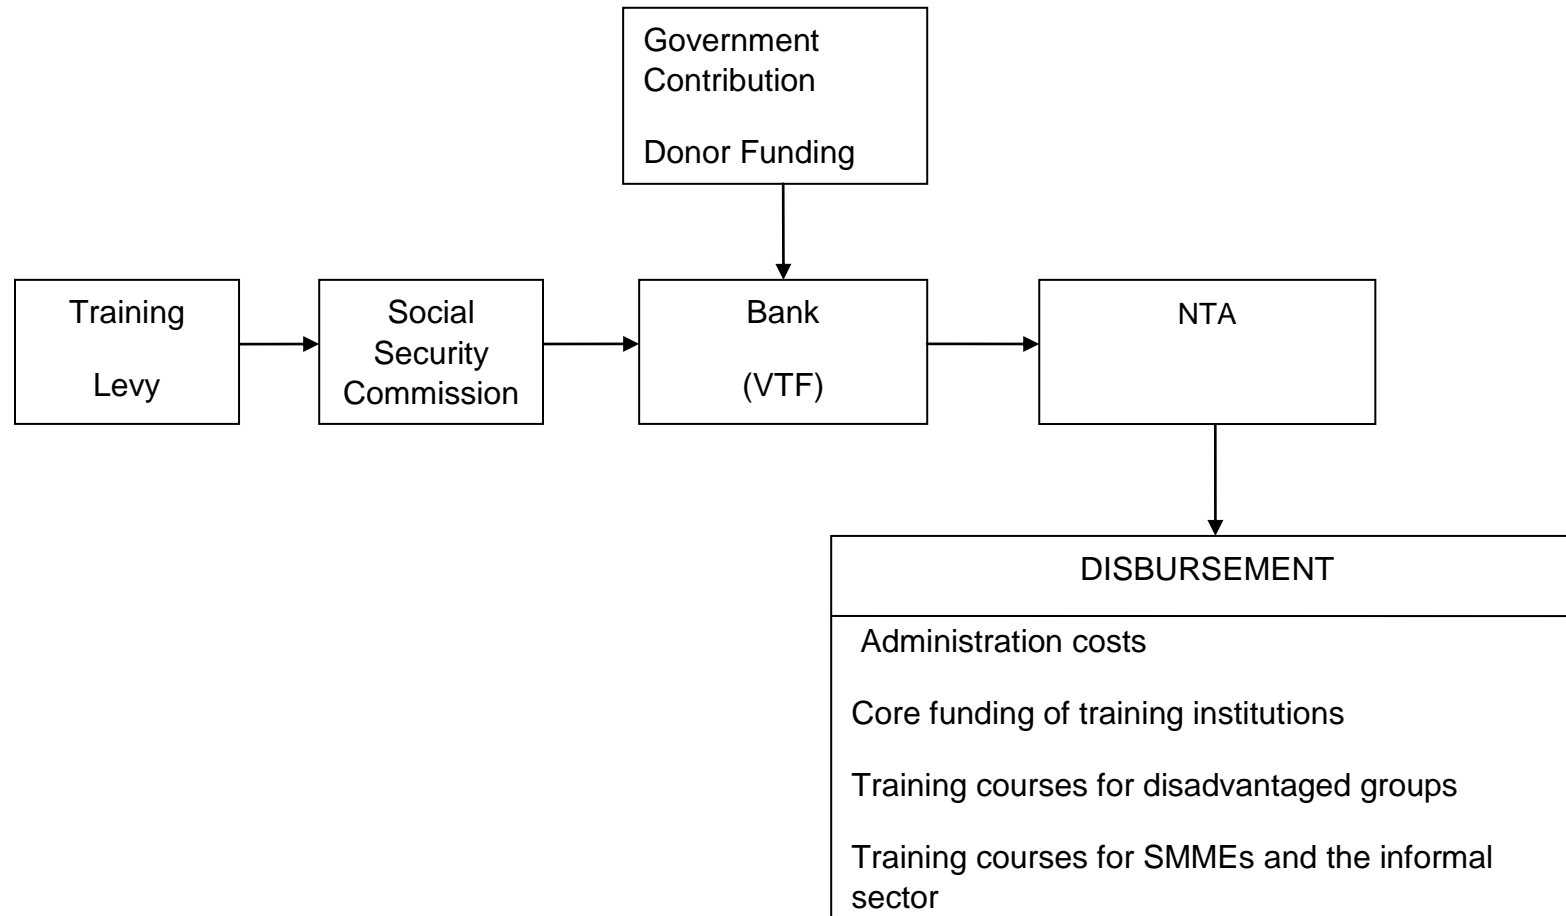 Government
Contribution
Donor Funding
Training
Levy
Social
Security
Commission
Bank
(VTF)
NTA
DISBURSEMENT
Administration costs
Core funding of training institutions
Training courses for disadvantaged groups
Training courses for SMMEs and the informal
sector